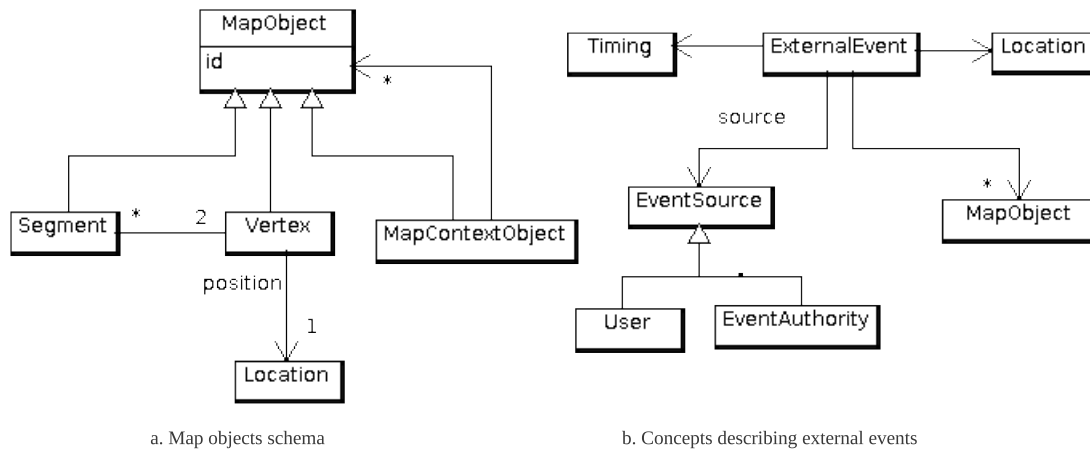 MapObject
id
*
Segment
*
2
Vertex
MapContextObject
position
1
Location
a. Map objects schema
Timing
ExternalEvent
Location
source
EventSource
*
MapObject
User
EventAuthority
b. Concepts describing external events